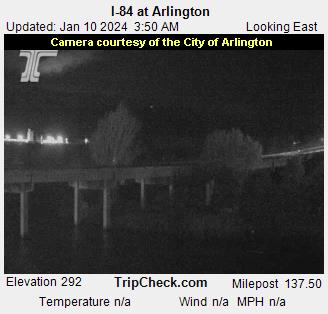 I-84 at Arlington
Updated: Jan 10 2024 3:50 AM Looking East
Camera courtesy of the City of Arlington
Elevation 292 TripCheck.com Milepost 137.50
Temperature n/a Wind n/a MPH n/a